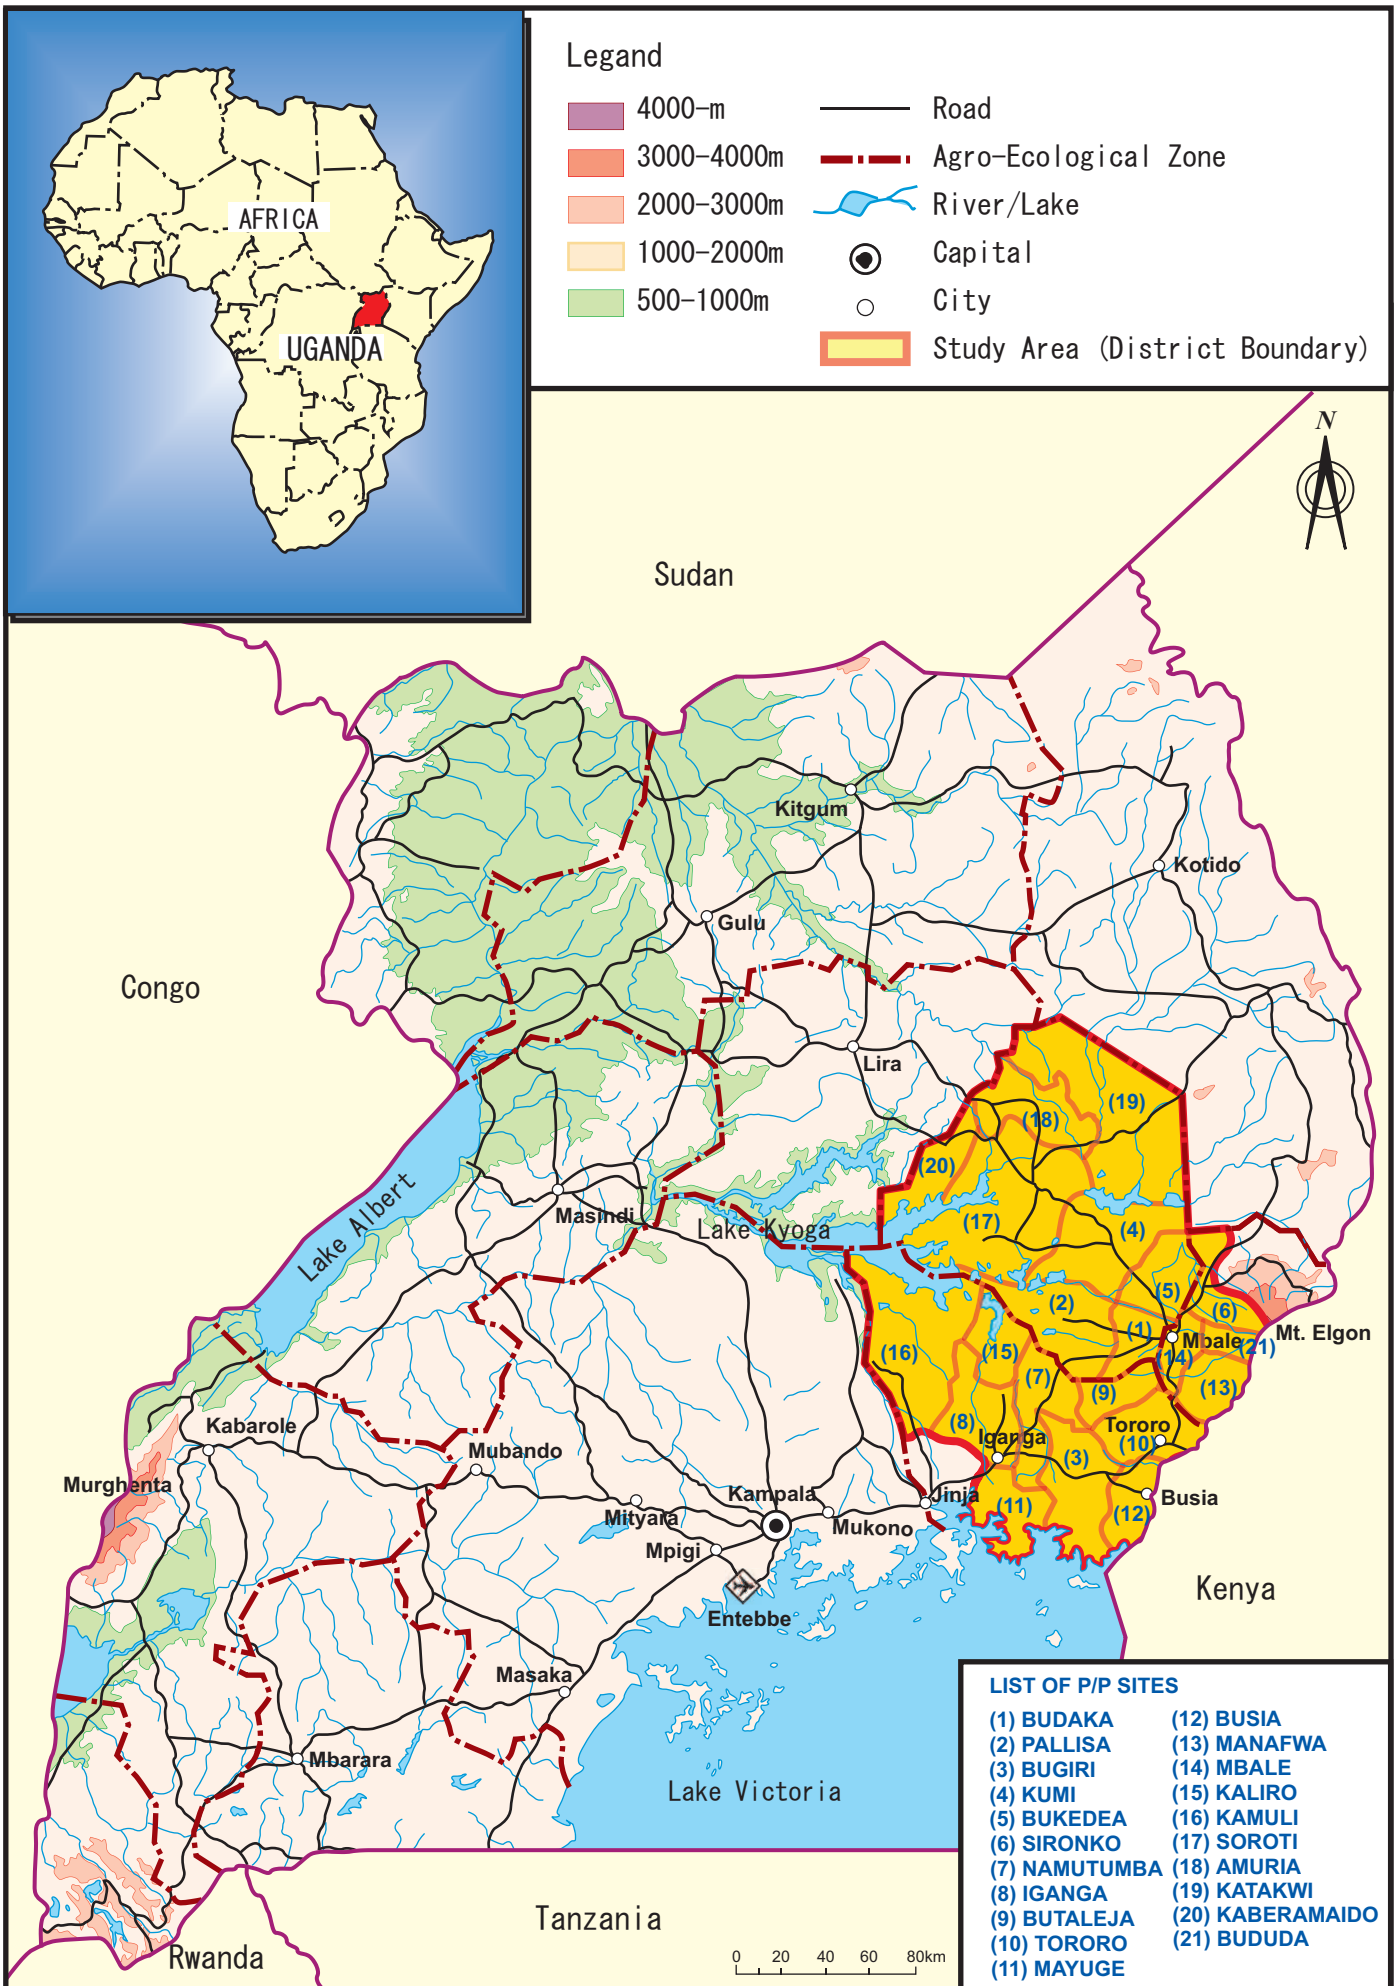 AFRICA
UGANDA
Legand
4000-m
3000-4000m
2000-3000m
1000-2000m
500-1000m
Road
Agro-Ecological Zone
River/Lake
Capital
City
Study Area (District Boundary)
N
Sudan
Kitgum
Kotido
Gulu
Congo
Lira
(19)
(18)
(20)
Lake Albert
Masindi
Lake Kyoga
(17)
(4)
(5)
(2)
(6)
(1)
Mbale
Mt. Elgon
(21)
(16)
(15)
(14)
(7)
(9)
(13)
Kabarole
(8)
Tororo
Iganga
(10)
Mubando
(3)
Murghenta
Kampala
Jinja
Busia
Mityara
Mukono
(11)
(12)
Mpigi
Kenya
Entebbe
Masaka
Mbarara
Lake Victoria
Tanzania
Rwanda
0 20 40 60 80km
LIST OF P/P SITES
(1) BUDAKA
(2) PALLISA
(3) BUGIRI
(4) KUMI
(5) BUKEDEA
(6) SIRONKO
(7) NAMUTUMBA
(8) IGANGA
(9) BUTALEJA
(10) TORORO
(11) MAYUGE
(12) BUSIA
(13) MANAFWA
(14) MBALE
(15) KALIRO
(16) KAMULI
(17) SOROTI
(18) AMURIA
(19) KATAKWI
(20) KABERAMAIDO
(21) BUDUDA